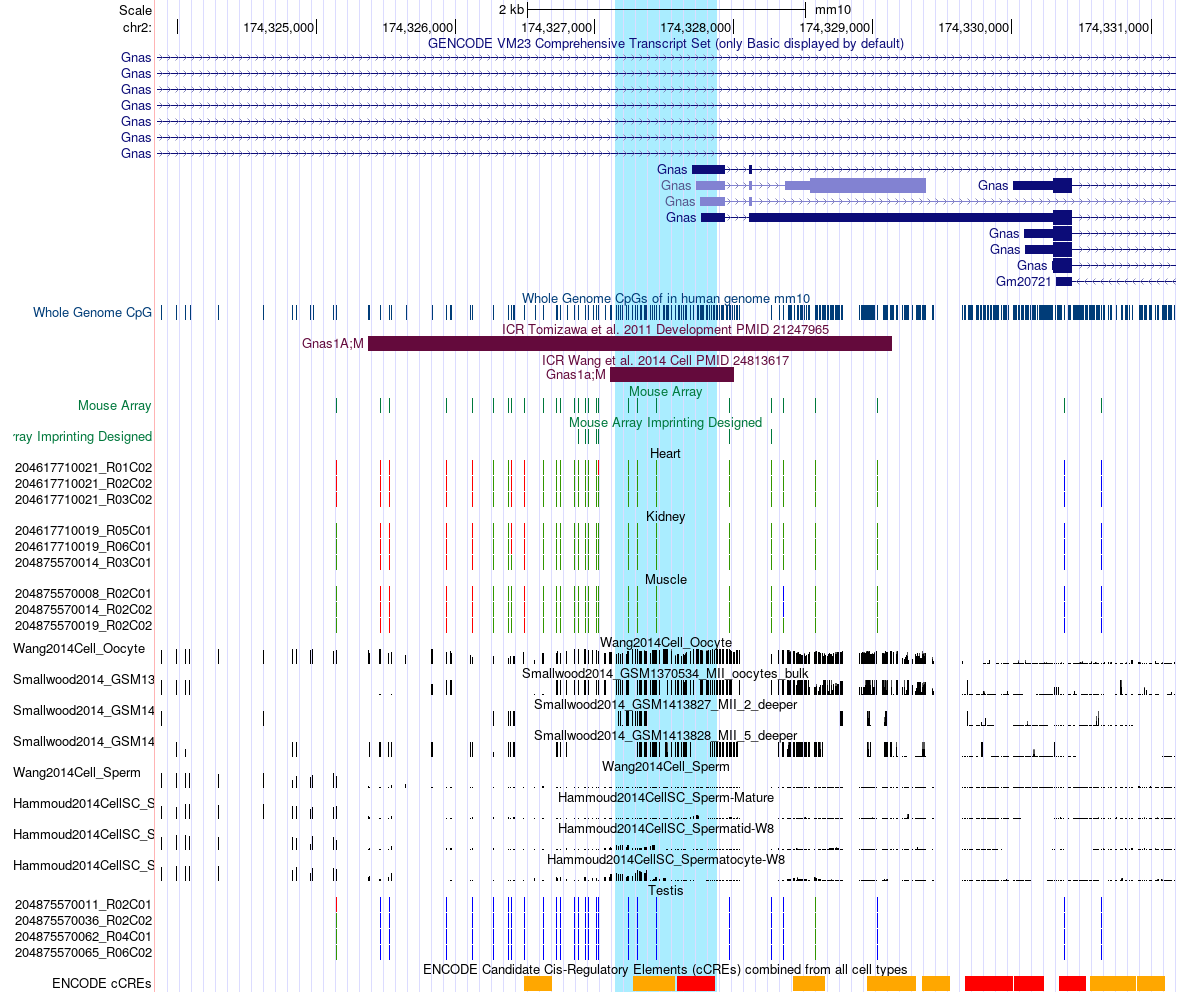 Scale 2 kb mm10
chr2: 174,325,000 174,326,000 174,327,000 174,328,000 174,329,000 174,330,000 174,331,000
GENCODE VM23 Comprehensive Transcript Set (only Basic displayed by default)
Gnas
Gnas
Gnas
Gnas
Gnas
Gnas
Gnas
Gnas
Gnas Gnas
Gnas
Gnas
Gnas
Gnas
Gnas
Gm20721
Whole Genome CpGs of in human genome mm10
Whole Genome CpG
ICR Tomizawa et al. 2011 Development PMID 21247965
Gnas1A;M
ICR Wang et al. 2014 Cell PMID 24813617
Gnas1a;M
Mouse Array
Mouse Array
Mouse Array Imprinting Designed
ray Imprinting Designed
Heart
204617710021_R01C02
204617710021_R02C02
204617710021_R03C02
Kidney
204617710019_R05C01
204617710019_R06C01
204875570014_R03C01
Muscle
204875570008_R02C01
204875570014_R02C02
204875570019_R02C02
Wang2014Cell_Oocyte
Wang2014Cell_Oocyte
Smallwood2014_GSM1370534_MII_oocytes_bulk
Smallwood2014_GSM13
Smallwood2014_GSM1413827_MII_2_deeper
Smallwood2014_GSM14
Smallwood2014_GSM1413828_MII_5_deeper
Smallwood2014_GSM14
Wang2014Cell_Sperm
Wang2014Cell_Sperm
Hammoud2014CellSC_Sperm-Mature
Hammoud2014CellSC_S
Hammoud2014CellSC_Spermatid-W8
Hammoud2014CellSC_S
Hammoud2014CellSC_Spermatocyte-W8
Hammoud2014CellSC_S
Testis
204875570011_R02C01
204875570036_R02C02
204875570062_R04C01
204875570065_R06C02
ENCODE Candidate Cis-Regulatory Elements (cCREs) combined from all cell types
ENCODE cCREs